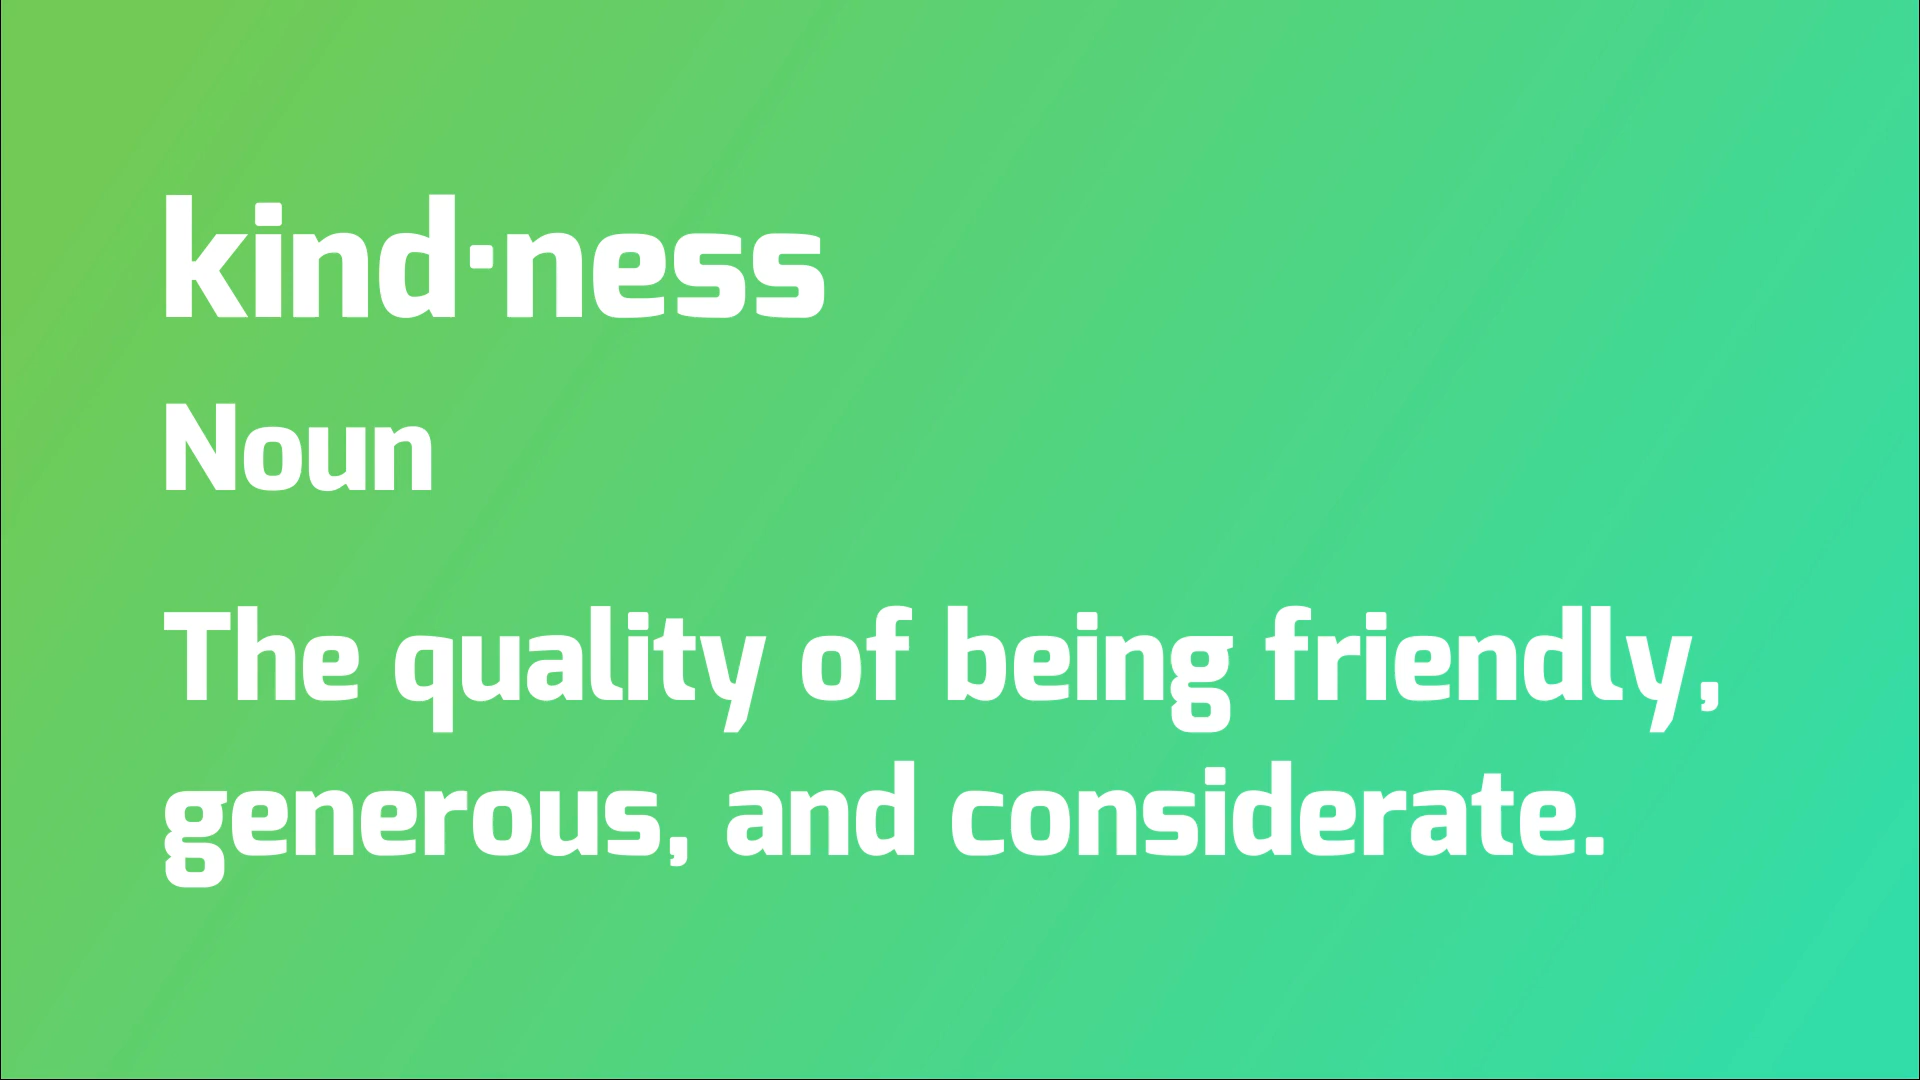 kind·ness
Noun
The quality of being friendly,
generous, and considerate.